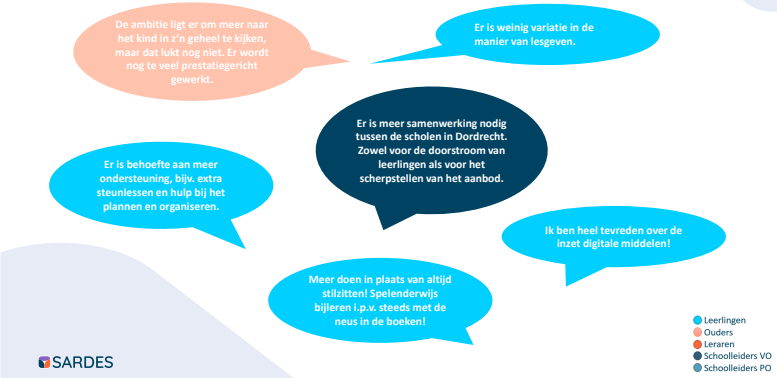 De ambitie ligt er om meer naar
het kind in z'n geheel te kijken,
maar dat lukt nog niet. Er wordt
nog te veel prestatiegericht
gewerkt.
Er is weinig variatie in de
manier van lesgeven.
Er is meer samenwerking nodig
tussen de scholen in Dordrecht.
Zowel voor de doorstroom van
leerlingen als voor het
scherpstellen van het aanbod.
Er is behoefte aan meer
ondersteuning, bijv. extra
steunlessen en hulp bij het
plannen en organiseren.
Ik ben heel tevreden over de
inzet digitale middelen!
Meer doen in plaats van altijd
stilzitten! Spelenderwijs
bijleren i.p.v. steeds met de
neus in de boeken!
Leerlingen
Ouders
Leraren
Schoolleiders VO
Schoolleiders PO
SARDES